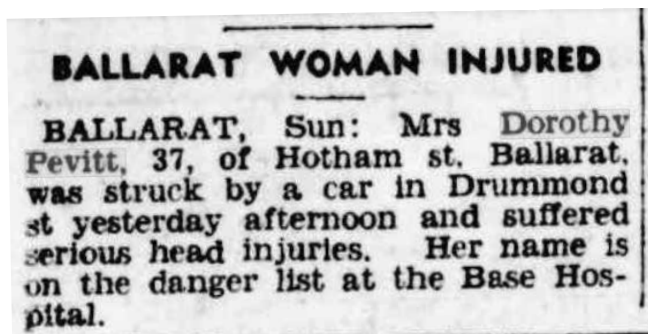 BALLARAT WOMAN INJURED
BALLARAT, Sun: Mrs Dorothy
Pevitt, 37, of Hotham st. Ballarat,
was struck by a car in Drummond
st yesterday afternoon and suffered
serious head injuries. Her name is
on the danger list at the Base Hos-
pital.